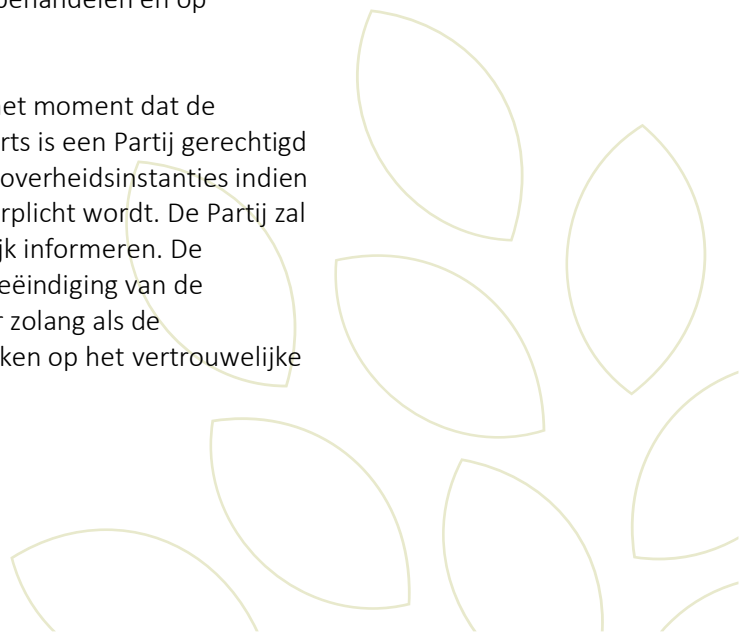 behandelen en op
het moment dat de
rts is een Partij gerechtigd
overheidsinstanties indien
rplicht wordt. De Partij zal
jk informeren. De
eëindiging van de
r zolang als de
ken op het vertrouwelijke